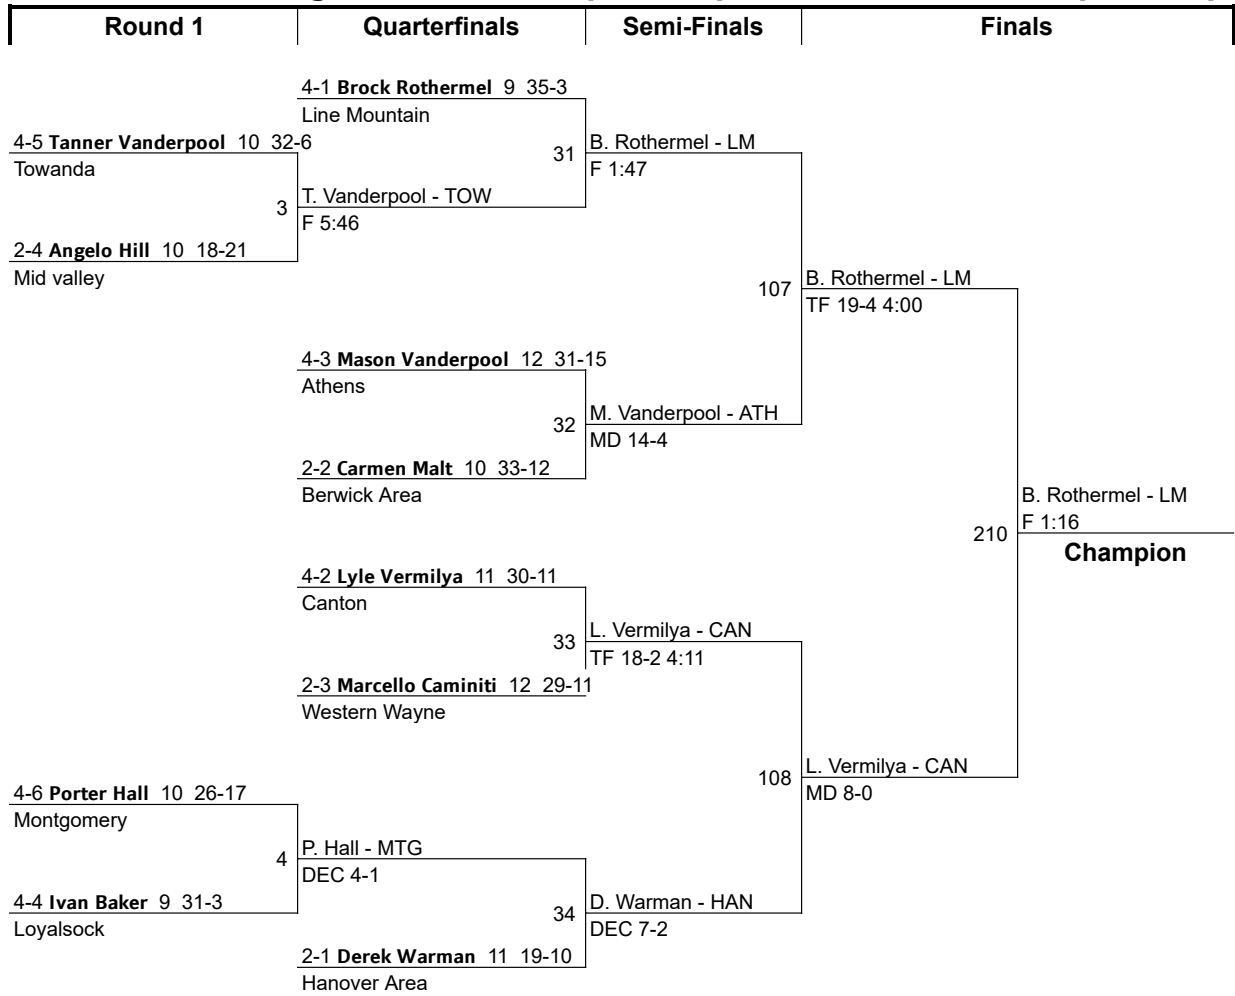 Round 1 Quarterfinals Semi-Finals Finals
4-1 Brock Rothermel 9 35-3
Line Mountain
4-5 Tanner Vanderpool 10 32-6
Towanda
31
B. Rothermel - LM
F 1:47
3
T. Vanderpool - TOW
F 5:46
2-4 Angelo Hill 10 18-21
Mid valley
107
B. Rothermel - LM
TF 19-4 4:00
4-3 Mason Vanderpool 12 31-15
Athens
32
M. Vanderpool - ATH
MD 14-4
2-2 Carmen Malt 10 33-12
Berwick Area
210
B. Rothermel - LM
F 1:16
Champion
4-2 Lyle Vermilya 11 30-11
Canton
33
L. Vermilya - CAN
TF 18-2 4:11
2-3 Marcello Caminiti 12 29-11
Western Wayne
108
L. Vermilya - CAN
MD 8-0
4-6 Porter Hall 10 26-17
Montgomery
4
P. Hall - MTG
DEC 4-1
4-4 Ivan Baker 9 31-3
Loyalsock
34
D. Warman - HAN
DEC 7-2
2-1 Derek Warman 11 19-10
Hanover Area